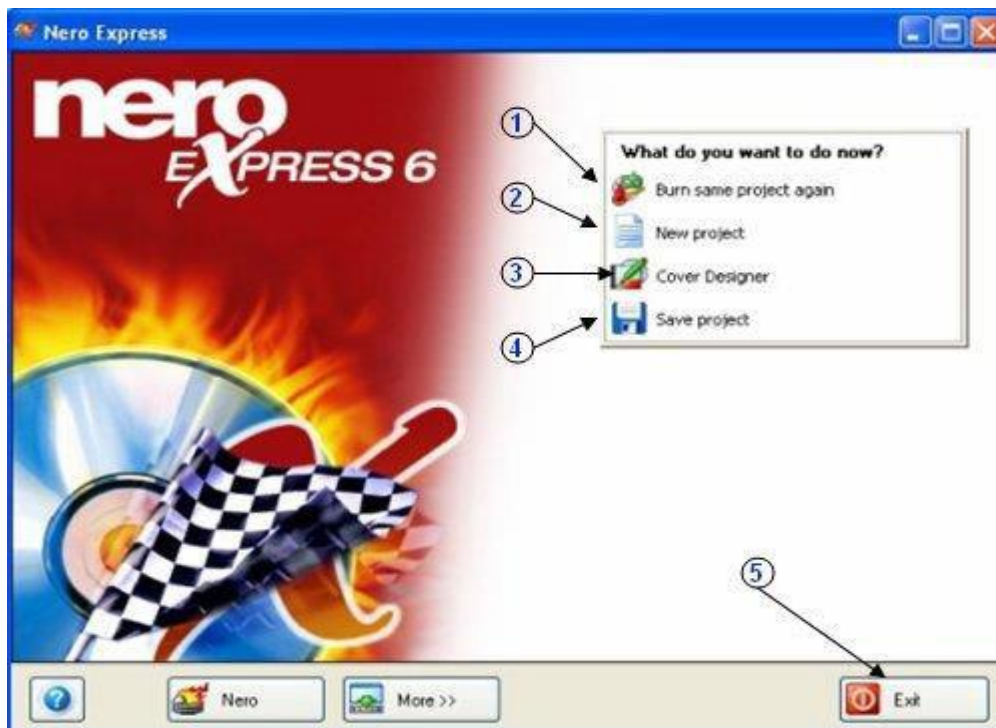 Nero Express
nero
EXPRESS 6
1
What do you want to do now?
Burn same project again
2
New project
3
Cover Designer
4
Save project
5
?
Nero
More >>
Exit